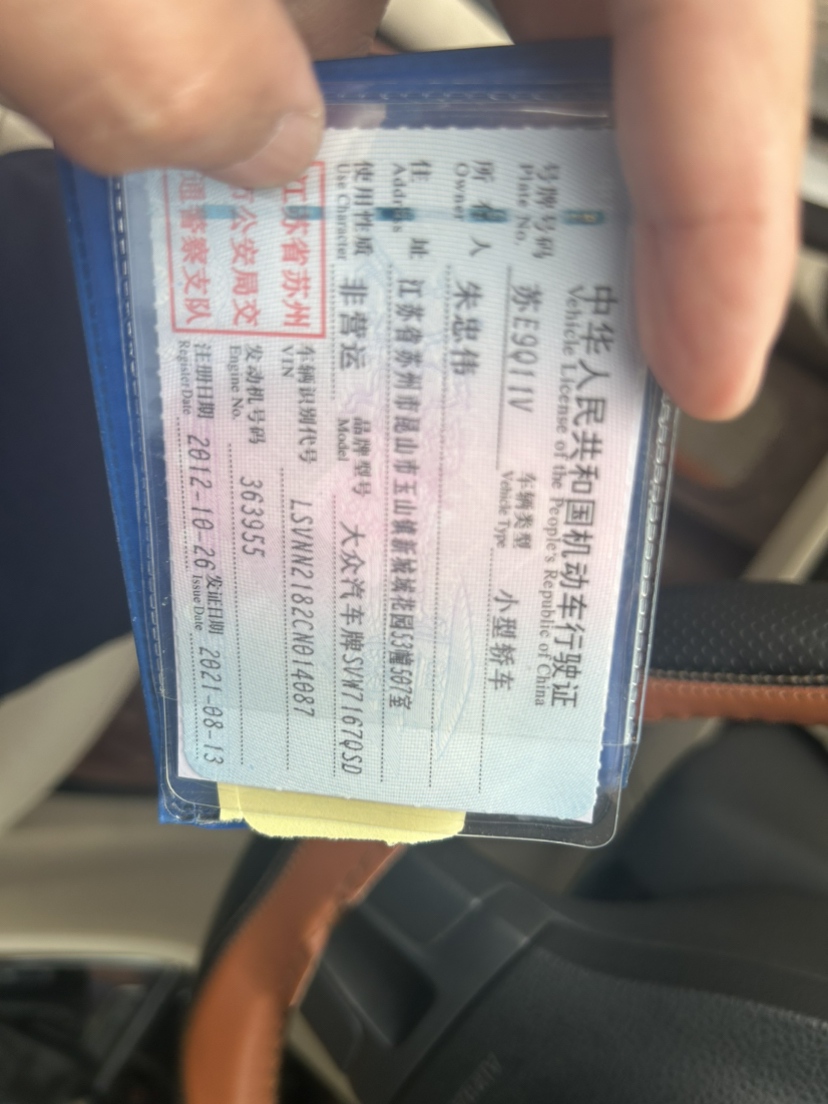 中华人民共和国机动车行驶证
Vehicle License of the People's Republic of China
号牌号码 苏E9Q11V 车辆类型 小型轿车
Plate No. Vehicle Type
所有人 朱忠伟
Owner
住址 江苏省苏州市昆山市玉山镇新城域花园53幢507室
Address
使用性质 非营运 品牌型号 大众汽车牌SVW7167QSD
Use Character Model
车辆识别代号 LSVNN2182CN014087
VIN
发动机号码 363955
Engine No.
注册日期 2012-10-26 发证日期 2021-08-13
Register Date Issue Date
江苏省苏州
市公安局交
通警察支队